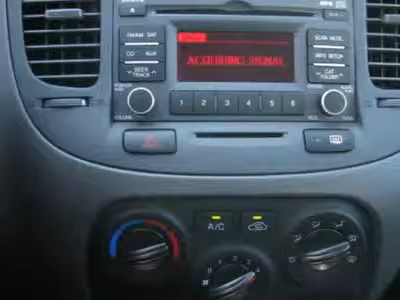 FM/AM SAT
SCAN MUTE
ACQUIRING SIGNAL
CD AUX
INFO SETUP
SEEK
TRACK
CAT
FOLDER
1 2 3 4 5 6
VOLUME
A/C